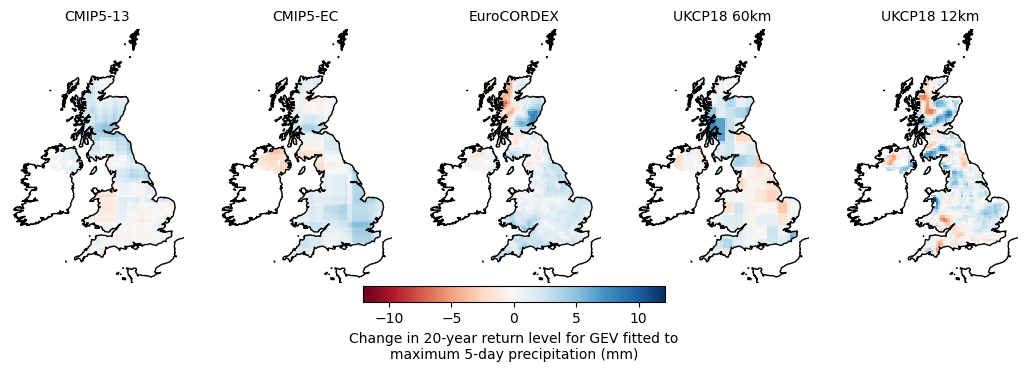 CMIP5-13
CMIP5-EC
EuroCORDEX
UKCP18 60km
UKCP18 12km
−10
−5
0
5
10
Change in 20-year return level for GEV fitted to
maximum 5-day precipitation (mm)